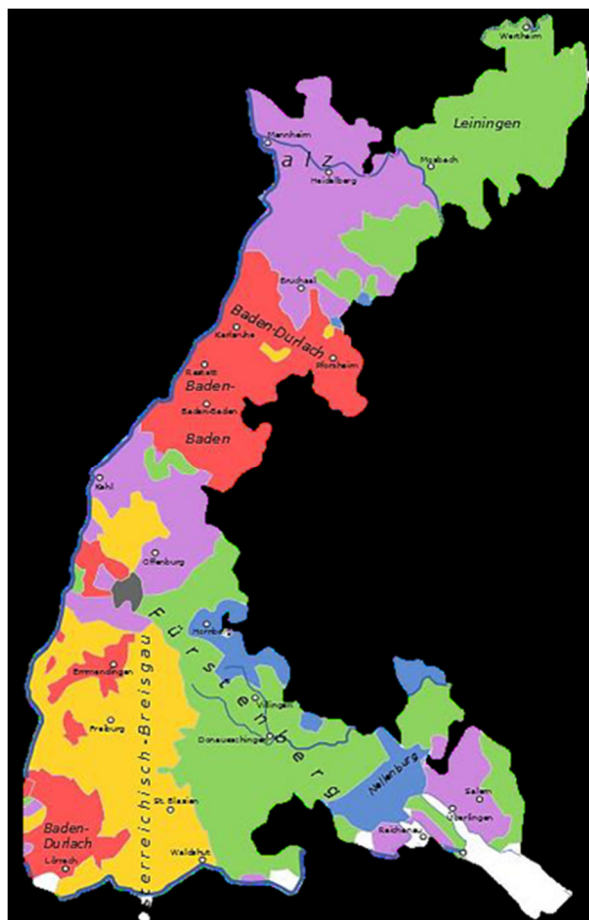 Wertheim
Leiningen
Mannheim
alz
Mosbach
Heidelberg
Bruchsal
Baden-Durlach
Karlsruhe
Pforzheim
Rastatt
Baden-
Baden-Baden
Baden
Kehl
Offenburg
Fürstenberg
Hornberg
Emmendingen
Villingen
Freiburg
Donaueschingen
terreichisch-Breisgau
Nellenburg
Salem
St. Blasien
Überlingen
Reichenau
Baden-
Durlach
Waldshut
Lörrach